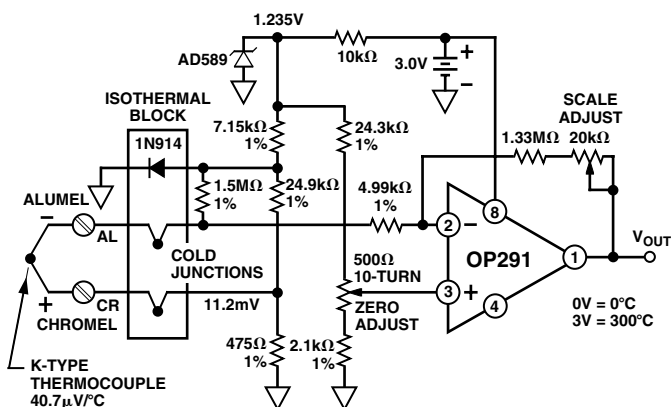 1.235V
AD589
10kΩ
3.0V
+
−
ISOTHERMAL
BLOCK
1N914
7.15kΩ
1%
24.3kΩ
1%
SCALE
ADJUST
1.33MΩ
20kΩ
ALUMEL
1.5MΩ
1%
24.9kΩ
1%
4.99kΩ
1%
−
AL
COLD
JUNCTIONS
2
−
8
OP291
1
VOUT
+
CR
CHROMEL
11.2mV
500Ω
10-TURN
ZERO
ADJUST
3
+
4
0V = 0°C
3V = 300°C
475Ω
1%
2.1kΩ
1%
K-TYPE
THERMOCOUPLE
40.7µV/°C